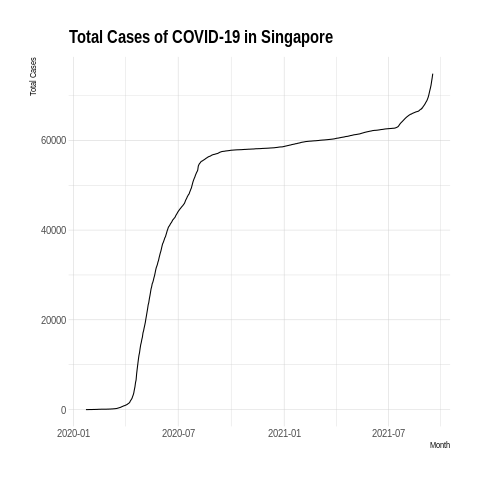 Total Cases of COVID-19 in Singapore
Total Cases
60000
40000
20000
0
2020-01 2020-07 2021-01 2021-07
Month